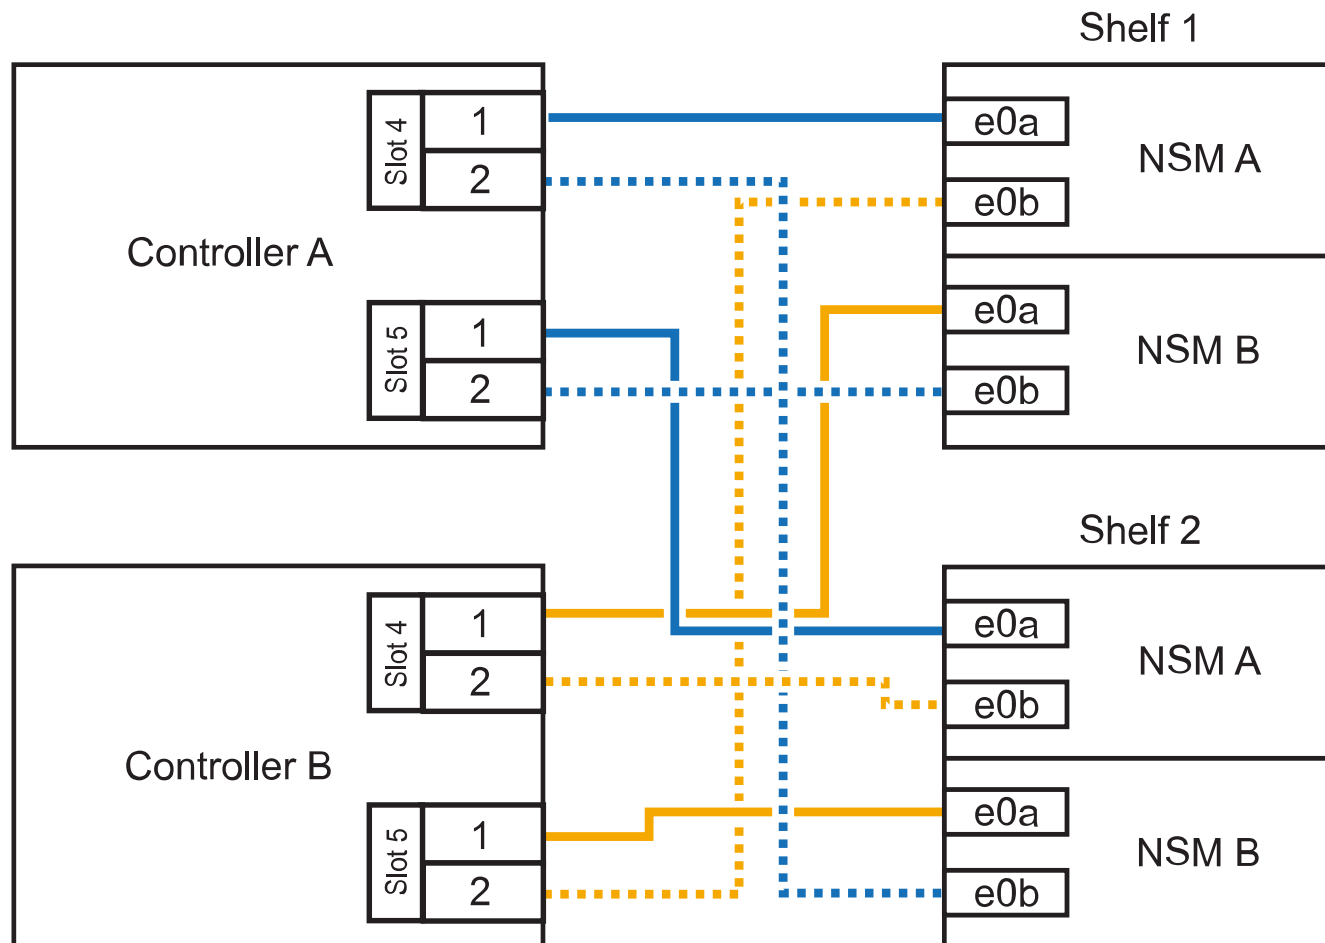 Shelf 1
Controller A
Slot 4
1
2
Slot 5
1
2
e0a
e0b
NSM A
e0a
e0b
NSM B
Shelf 2
Controller B
Slot 4
1
2
Slot 5
1
2
e0a
e0b
NSM A
e0a
e0b
NSM B